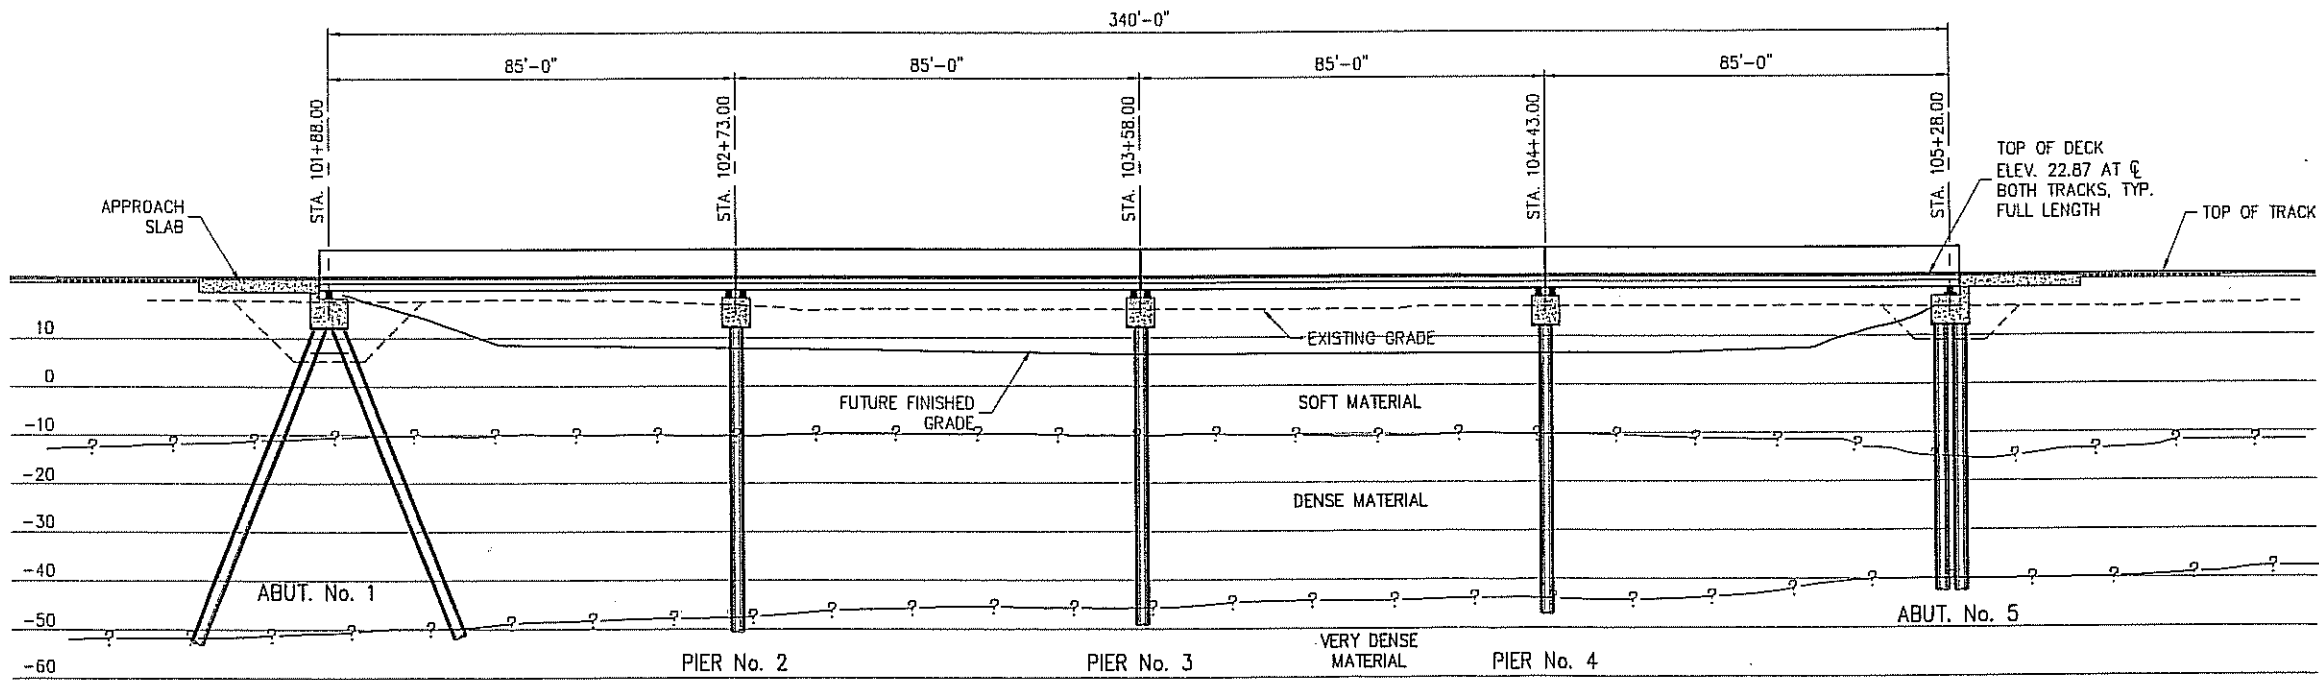 340'-0"
85'-0"
85'-0"
85'-0"
85'-0"
STA. 101+88.00
STA. 102+73.00
STA. 103+58.00
STA. 104+43.00
STA. 105+28.00
TOP OF DECK
ELEV. 22.87 AT ℄
BOTH TRACKS, TYP.
FULL LENGTH
TOP OF TRACK
APPROACH
SLAB
EXISTING GRADE
FUTURE FINISHED
GRADE
SOFT MATERIAL
DENSE MATERIAL
VERY DENSE
MATERIAL
10
0
-10
-20
-30
-40
-50
-60
ABUT. No. 1
PIER No. 2
PIER No. 3
PIER No. 4
ABUT. No. 5
? ? ? ? ? ? ? ? ? ? ? ? ? ? ? ? ? ? ? ? ? ? ? ? ? ? ? ?
? ? ? ? ? ? ? ? ? ? ? ? ? ? ? ? ? ? ? ? ? ? ? ? ? ? ? ?